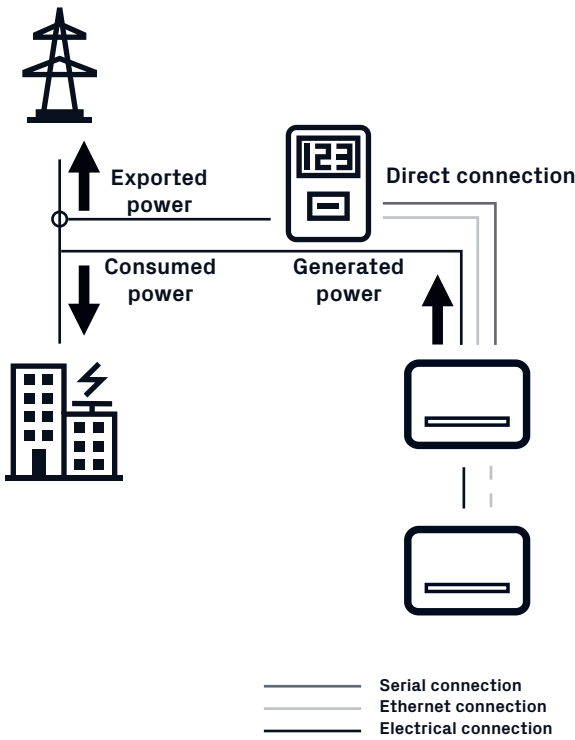 123
Exported
power
Direct connection
Consumed
power
Generated
power
Serial connection
Ethernet connection
Electrical connection